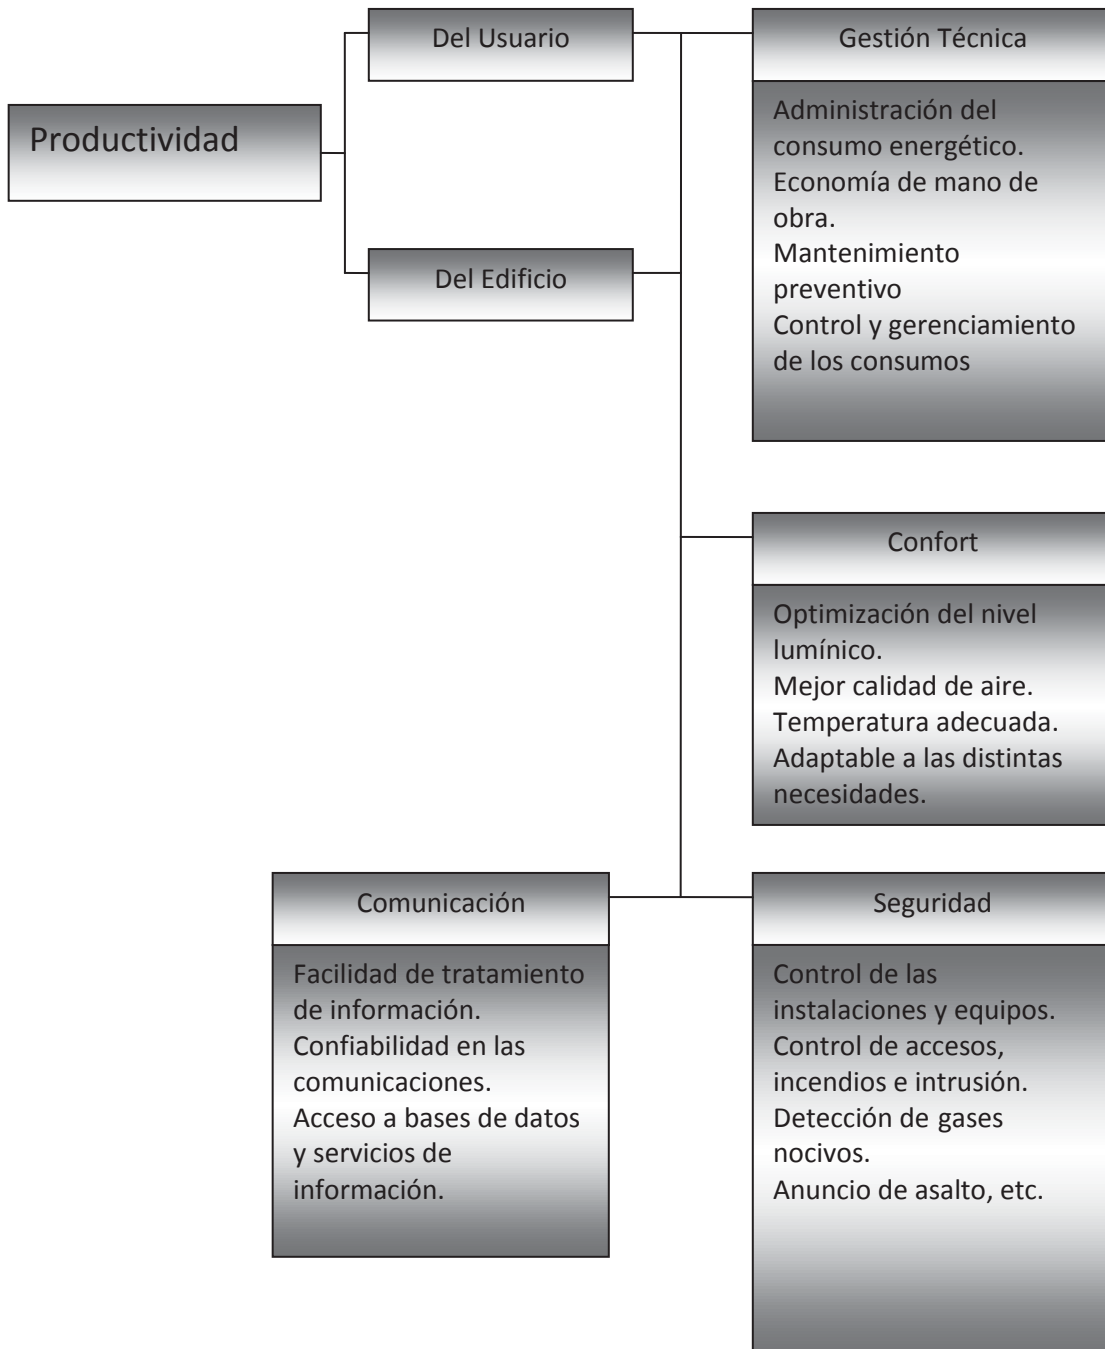 Productividad
Del Usuario
Del Edificio
Gestión Técnica
Administración del
consumo energético.
Economía de mano de
obra.
Mantenimiento
preventivo
Control y gerenciamiento
de los consumos
Confort
Optimización del nivel
lumínico.
Mejor calidad de aire.
Temperatura adecuada.
Adaptable a las distintas
necesidades.
Comunicación
Facilidad de tratamiento
de información.
Confiabilidad en las
comunicaciones.
Acceso a bases de datos
y servicios de
información.
Seguridad
Control de las
instalaciones y equipos.
Control de accesos,
incendios e intrusión.
Detección de gases
nocivos.
Anuncio de asalto, etc.